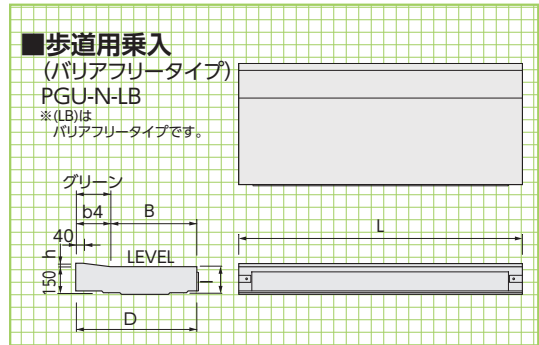 ■歩道用乗入
(バリアフリータイプ)
PGU-N-LB
※(LB)は
バリアフリータイプです。
グリーン
b4 B
40
LEVEL
h
150
D
L